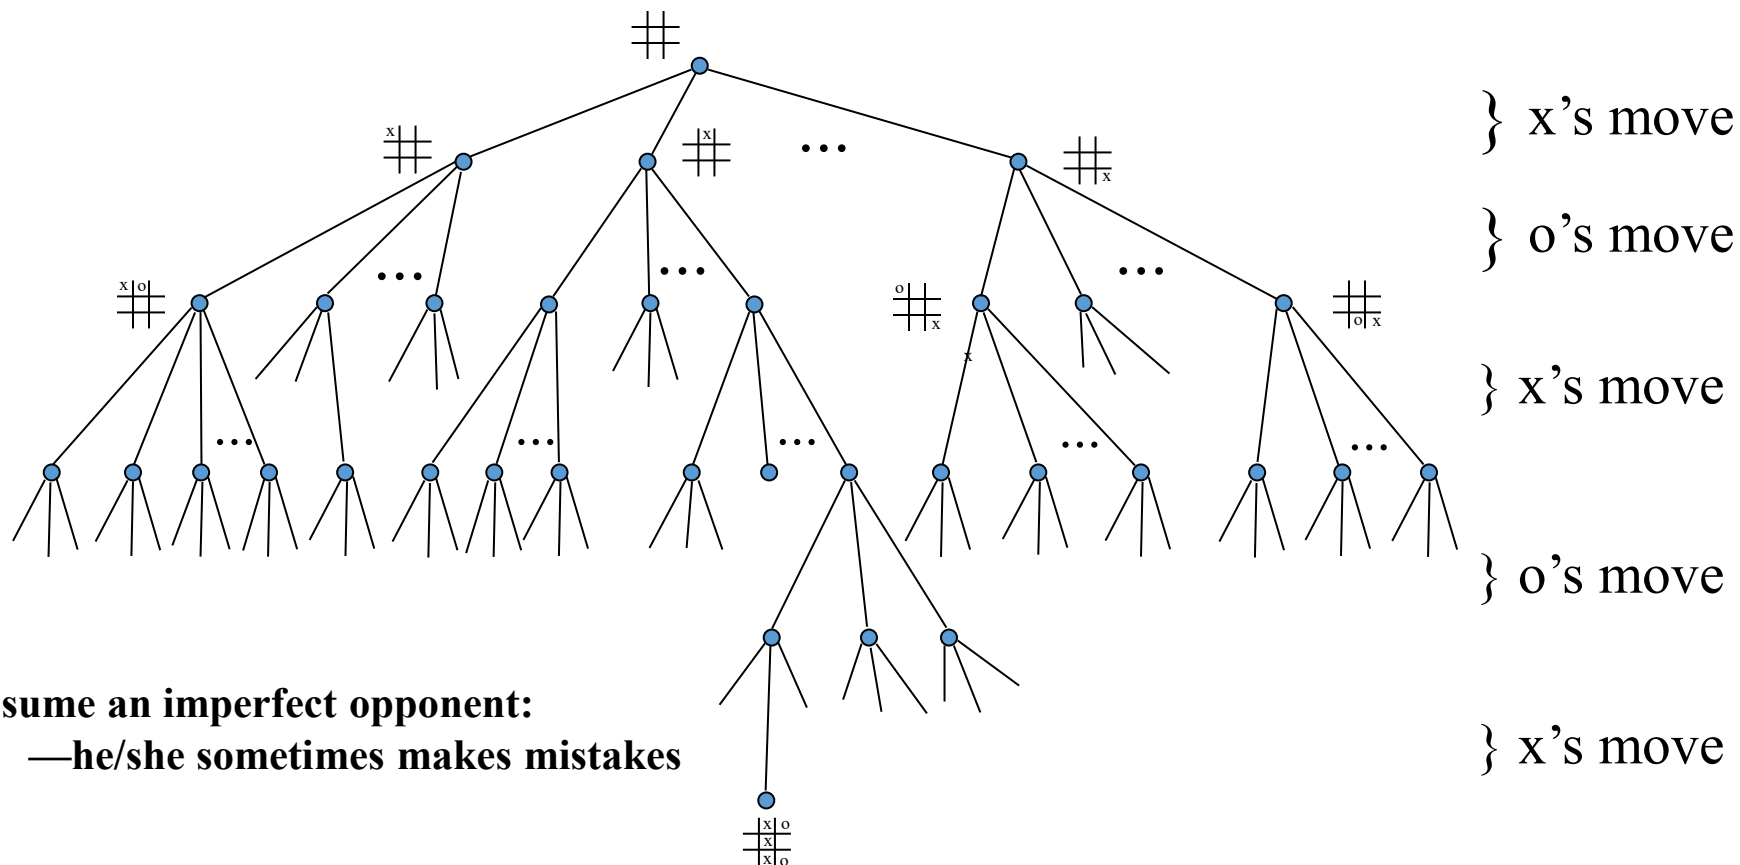 } x’s move
x
x
• • •
x
} o’s move
x o
• • •
• • •
• • •
o
x
o x
x
} x’s move
• • •
• • •
• • •
• • •
• • •
} o’s move
sume an imperfect opponent:
—he/she sometimes makes mistakes
} x’s move
x o
x
x o